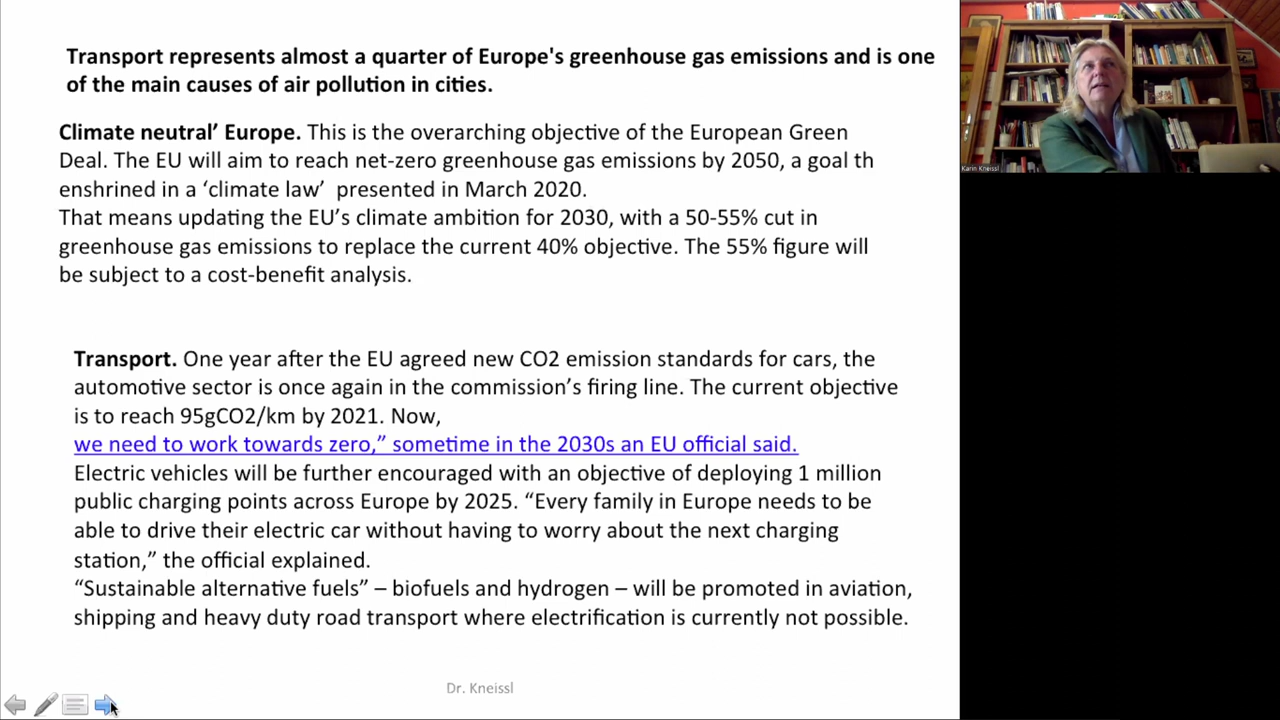 Transport represents almost a quarter of Europe's greenhouse gas emissions and is one
of the main causes of air pollution in cities.
Climate neutral’ Europe. This is the overarching objective of the European Green
Deal. The EU will aim to reach net-zero greenhouse gas emissions by 2050, a goal th
enshrined in a ‘climate law’  presented in March 2020.
That means updating the EU’s climate ambition for 2030, with a 50-55% cut in
greenhouse gas emissions to replace the current 40% objective. The 55% figure will
be subject to a cost-benefit analysis.
Transport. One year after the EU agreed new CO2 emission standards for cars, the
automotive sector is once again in the commission’s firing line. The current objective
is to reach 95gCO2/km by 2021. Now,
we need to work towards zero,” sometime in the 2030s an EU official said.
Electric vehicles will be further encouraged with an objective of deploying 1 million
public charging points across Europe by 2025. “Every family in Europe needs to be
able to drive their electric car without having to worry about the next charging
station,” the official explained.
“Sustainable alternative fuels” – biofuels and hydrogen – will be promoted in aviation,
shipping and heavy duty road transport where electrification is currently not possible.
Dr. Kneissl
Karin Kneissl